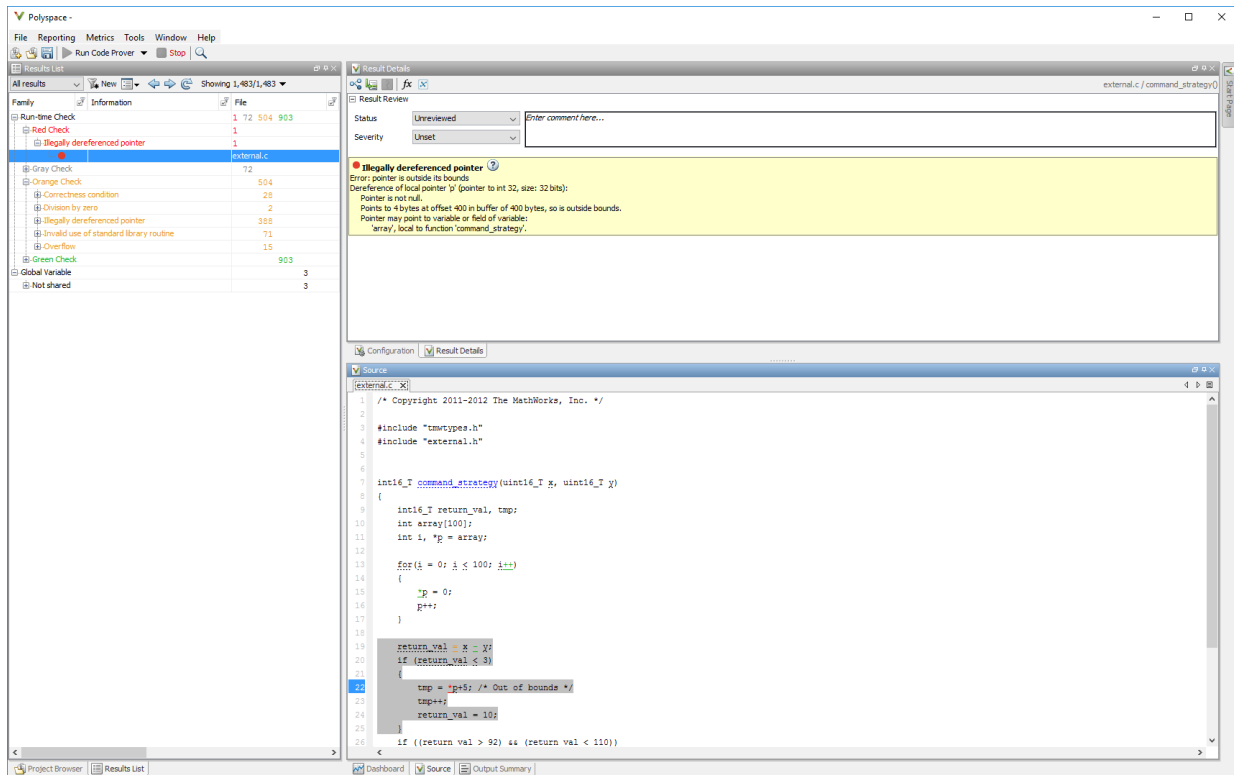 Polyspace -
File Reporting Metrics Tools Window Help
Run Code Prover Stop
Results List
All results New Showing 1,483/1,483
Family Information File
Run-time Check 1 72 504 903
Red Check 1
Illegally dereferenced pointer 1
external.c
Gray Check 72
Orange Check 504
Correctness condition 28
Division by zero 2
Illegally dereferenced pointer 388
Invalid use of standard library routine 71
Overflow 15
Green Check 903
Global Variable 3
Not shared 3
Project Browser Results List
Result Details
fx external.c / command_strategy()
Result Review
Status Unreviewed Enter comment here...
Severity Unset
Illegally dereferenced pointer ?
Error: pointer is outside its bounds
Dereference of local pointer 'p' (pointer to int 32, size: 32 bits):
Pointer is not null.
Points to 4 bytes at offset 400 in buffer of 400 bytes, so is outside bounds.
Pointer may point to variable or field of variable:
'array', local to function 'command_strategy'.
Configuration Result Details
Start Page
Source
external.c x
1 /* Copyright 2011-2012 The MathWorks, Inc. */
2
3 #include "tmwtypes.h"
4 #include "external.h"
5
6
7 int16_T command_strategy(uint16_T x, uint16_T y)
8 {
9 int16_T return_val, tmp;
10 int array[100];
11 int i, *p = array;
12
13 for(i = 0; i < 100; i++)
14 {
15 *p = 0;
16 p++;
17 }
18
19 return_val = x - y;
20 if (return_val < 3)
21 {
22 tmp = *p+5; /* Out of bounds */
23 tmp++;
24 return_val = 10;
25 }
26 if ((return_val > 92) && (return_val < 110))
Dashboard Source Output Summary